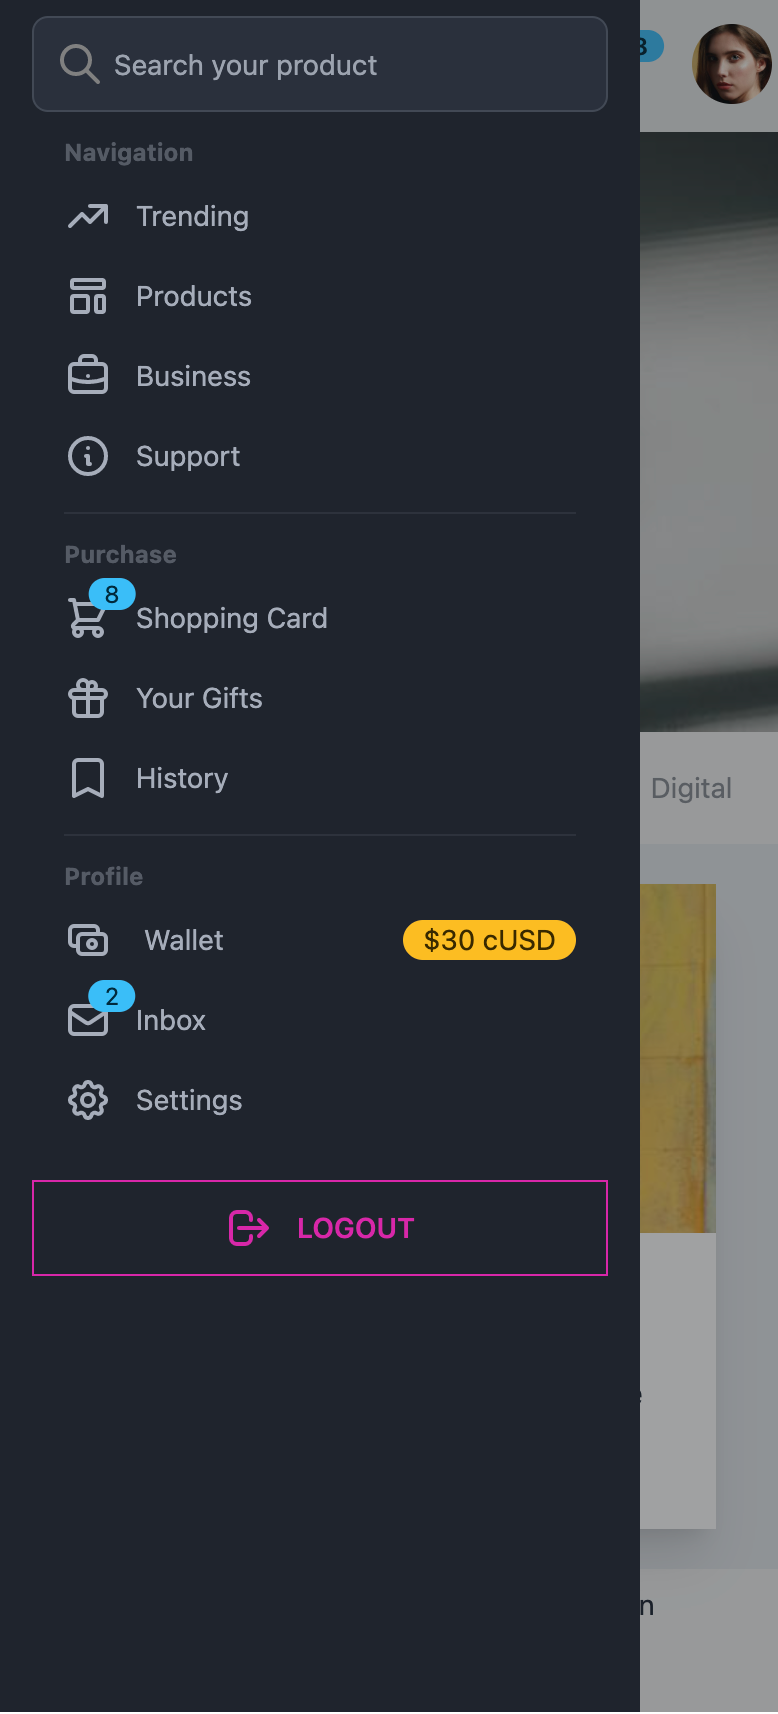 Search your product
Navigation
Trending
Products
Business
Support
Purchase
8
Shopping Card
Your Gifts
History
Digital
Profile
Wallet
$30 cUSD
2
Inbox
Settings
LOGOUT